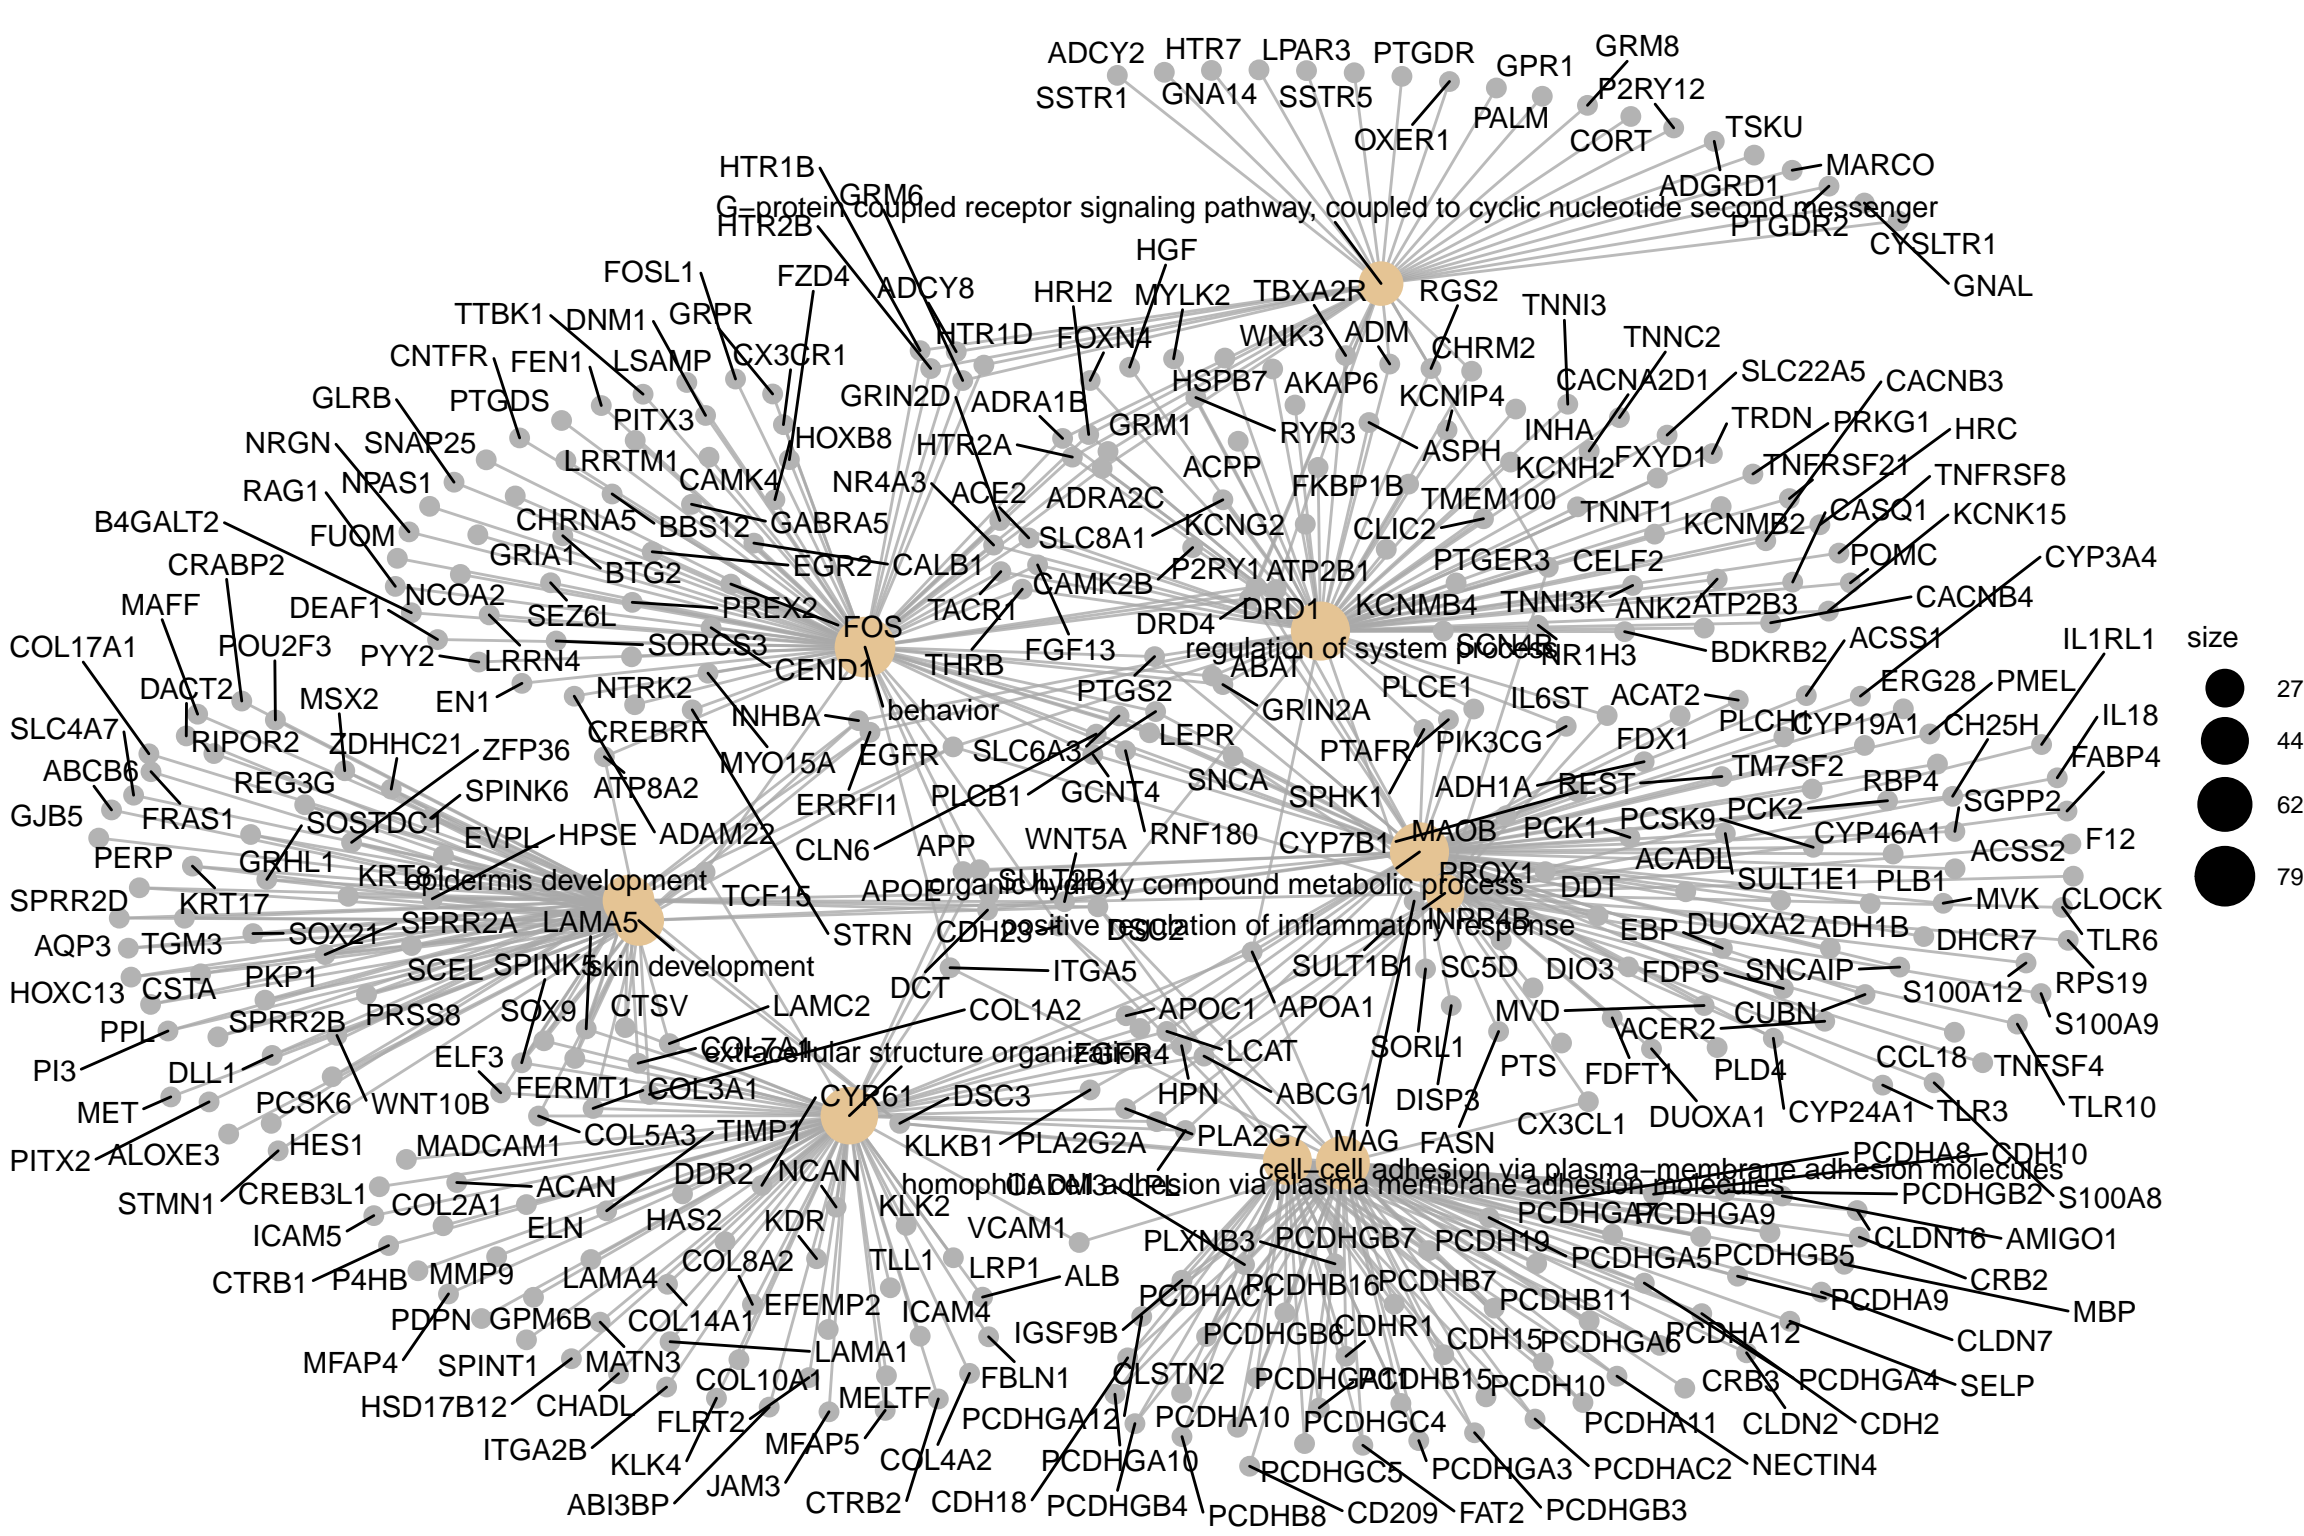 ADCY2 HTR7 LPAR3 PTGDR GRM8
SSTR1 GNA14 SSTR5 GPR1 P2RY12
OXER1 PALM CORT TSKU
HTR1B GRM6 ADGRD1 MARCO
G−protein coupled receptor signaling pathway, coupled to cyclic nucleotide second messenger
HTR2B PTGDR2 CYSLTR1
HGF GNAL
FOSL1 FZD4 ADCY8 HRH2 MYLK2 TBXA2R RGS2 TNNI3
TTBK1 DNM1 GRPR HTR1D FOXN4 WNK3 ADM TNNC2
CNTFR FEN1 LSAMP CX3CR1 CHRM2
GLRB PTGDS PITX3 GRIN2D ADRA1B HSPB7 AKAP6 KCNIP4 CACNA2D1 SLC22A5 CACNB3
NRGN SNAP25 HOXB8 HTR2A GRM1 RYR3 ASPH INHA TRDN PRKG1 HRC
RAG1 NPAS1 LRRTM1 CAMK4 NR4A3 ACE2 ADRA2C ACPP FKBP1B KCNH2 FXYD1 TNFRSF21 TNFRSF8
B4GALT2 FUOM CHRNA5 BBS12 GABRA5 SLC8A1 KCNG2 CLIC2 TMEM100 TNNT1 KCNMB2 CASQ1 KCNK15
CRABP2 GRIA1 BTG2 EGR2 CALB1 CAMK2B P2RY1 ATP2B1 PTGER3 CELF2 POMC CYP3A4
MAFF DEAF1 NCOA2 SEZ6L PREX2 TACR1 DRD4 DRD1 KCNMB4 TNNI3K ANK2 ATP2B3 CACNB4
COL17A1 POU2F3 PYY2 LRRN4 SORCS3 FOS CEND1 THRB FGF13 SCN4B NR1H3 BDKRB2 ACSS1 IL1RL1
regulation of system process
ABAT
DACT2 MSX2 EN1 NTRK2 INHBA PTGS2 GRIN2A PLCE1 IL6ST ACAT2 ERG28 PMEL
behavior
SLC4A7 RIPOR2 ZDHHC21 ZFP36 CREBRF MYO15A EGFR SLC6A3 LEPR PTAFR PIK3CG FDX1 PLCH1 CYP19A1 CH25H IL18
ABCB6 REG3G SPINK6 ATP8A2 ERRFI1 PLCB1 GCNT4 SNCA SPHK1 ADH1A REST TM7SF2 RBP4 FABP4
GJB5 FRAS1 SOSTDC1 EVPL HPSE ADAM22 CLN6 APP WNT5A RNF180 CYP7B1 MAOB PCK1 PCSK9 PCK2 CYP46A1 SGPP2 F12
PERP GRHL1 KRT81 TCF15 APOE SULT2B1 PROX1 DDT ACADL SULT1E1 PLB1 ACSS2
epidermis development
organic hydroxy compound metabolic process
SPRR2D KRT17 SPRR2A LAMA5 STRN CDH23 DSC2 INPP4B EBP DUOXA2 ADH1B MVK CLOCK
positive regulation of inflammatory response
AQP3 TGM3 SOX21 DHCR7 TLR6
skin development
HOXC13 CSTA PKP1 SCEL SPINK5 DCT ITGA5 SULT1B1 SC5D DIO3 FDPS SNCAIP S100A12 RPS19
PPL SPRR2B PRSS8 SOX9 CTSV LAMC2 COL1A2 APOC1 APOA1 MVD ACER2 CUBN S100A9
extracellular structure organization
COL7A1 FGFR4
PI3 DLL1 ELF3 LCAT SORL1 PTS FDFT1 PLD4 CCL18 TNFSF4
MET PCSK6 WNT10B FERMT1 COL3A1 CYR61 DSC3 HPN ABCG1 DISP3 CX3CL1 DUOXA1 CYP24A1 TLR3 TLR10
PITX2 ALOXE3 HES1 MADCAM1 COL5A3 TIMP1 KLKB1 PLA2G2A PLA2G7 MAG FASN PCDHA8 CDH10
cell−cell adhesion via plasma−membrane adhesion molecules
homophilic cell adhesion via plasma membrane adhesion molecules
STMN1 CREB3L1 COL2A1 ACAN DDR2 NCAN KLK2 CADM3 LPL PCDHGB2 S100A8
ICAM5 ELN HAS2 KDR VCAM1 PLXNB3 PCDHGB7 PCDH19 PCDHGA7 PCDHGA9 CLDN16 AMIGO1
CTRB1 P4HB MMP9 LAMA4 COL8A2 TLL1 LRP1 ALB PCDHAC1 PCDHB16 PCDHB7 PCDHGA5 PCDHGB5 CRB2
PDPN GPM6B COL14A1 EFEMP2 ICAM4 IGSF9B PCDHGB6 CDHR1 PCDHB11 PCDHA9 MBP
MFAP4 SPINT1 MATN3 LAMA1 FBLN1 CLSTN2 CDH15 PCDHGA6 PCDHA12 CLDN7
HSD17B12 CHADL COL10A1 MELTF PCDHGA12 PCDHA10 PCDHGA11 PCDHB15 PCDH10 CRB3 PCDHGA4 SELP
ITGA2B FLRT2 MFAP5 COL4A2 PCDHGA10 PCDHGC4 PCDHA11 CLDN2 CDH2
KLK4 JAM3 PCDHGC5 PCDHGA3 PCDHAC2 NECTIN4
ABI3BP CTRB2 CDH18 PCDHGB4 PCDHB8 CD209 FAT2 PCDHGB3
size
27
44
62
79